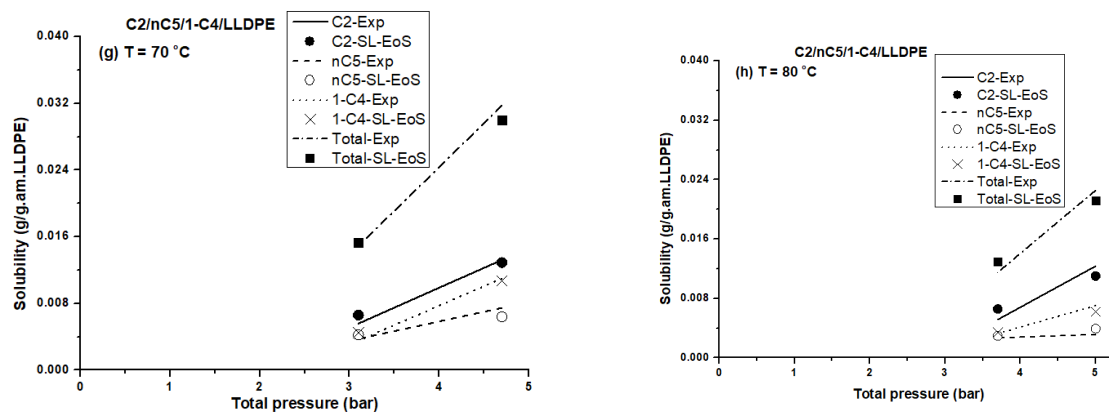 C2/nC5/1-C4/LLDPE
(g) T = 70 °C
C2-Exp
C2-SL-EoS
nC5-Exp
nC5-SL-EoS
1-C4-Exp
1-C4-SL-EoS
Total-Exp
Total-SL-EoS
Solubility (g/g.am.LLDPE)
0.040
0.032
0.024
0.016
0.008
0.000
0 1 2 3 4 5
Total pressure (bar)
C2/nC5/1-C4/LLDPE
(h) T = 80 °C
C2-Exp
C2-SL-EoS
nC5-Exp
nC5-SL-EoS
1-C4-Exp
1-C4-SL-EoS
Total-Exp
Total-SL-EoS
Solubility (g/g.am.LLDPE)
0.040
0.032
0.024
0.016
0.008
0.000
0 1 2 3 4 5
Total pressure (bar)